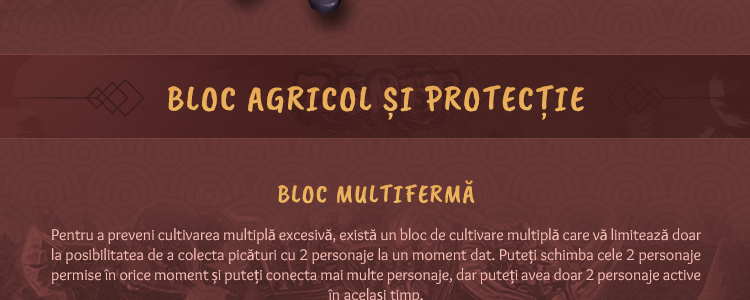 BLOC AGRICOL ȘI PROTECȚIE
BLOC MULTIFERMĂ
Pentru a preveni cultivarea multiplă excesivă, există un bloc de cultivare multiplă care vă limitează doar
la posibilitatea de a colecta picături cu 2 personaje la un moment dat. Puteți schimba cele 2 personaje
permise în orice moment și puteți conecta mai multe personaje, dar puteți avea doar 2 personaje active
în același timp.